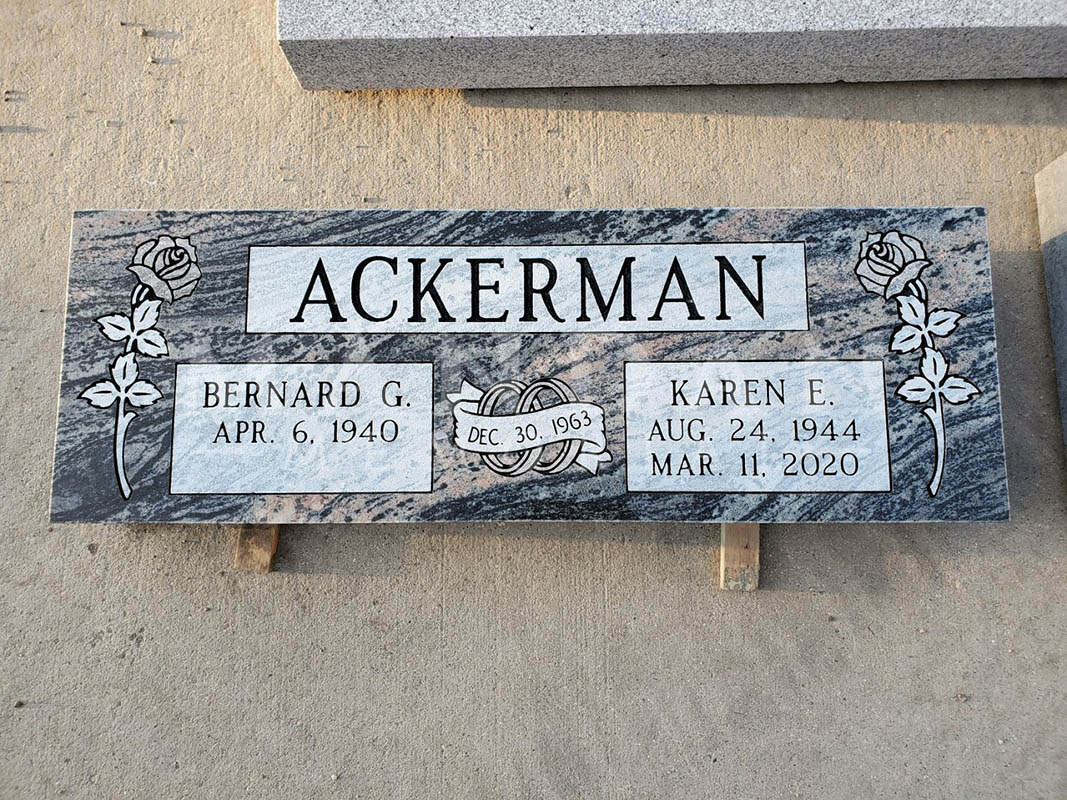 ACKERMAN
BERNARD G.
APR. 6, 1940
DEC. 30, 1963
KAREN E.
AUG. 24, 1944
MAR. 11, 2020